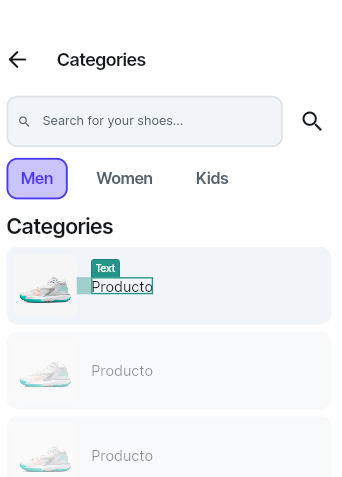 Categories
Search for your shoes...
Men
Women
Kids
Categories
Text
Producto
Producto
Producto